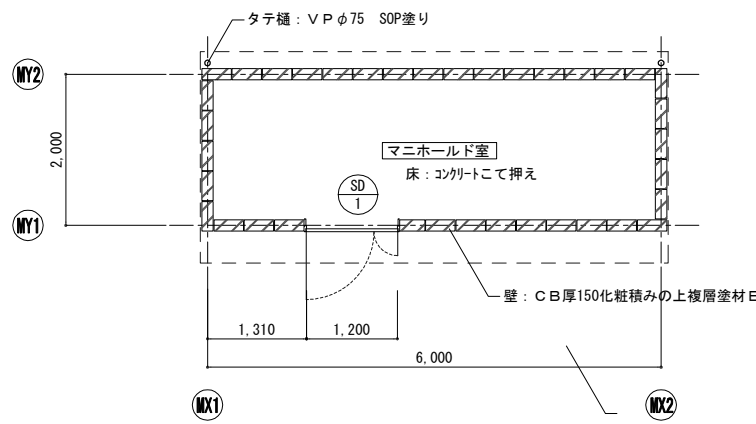 タテ樋：ＶＰφ75　SOP塗り
MY2
2,000
マニホールド室
床：ｺﾝｸﾘｰﾄこて押え
SD
1
MY1
壁：ＣＢ厚150化粧積みの上複層塗材E
1,310
1,200
6,000
MX1
MX2